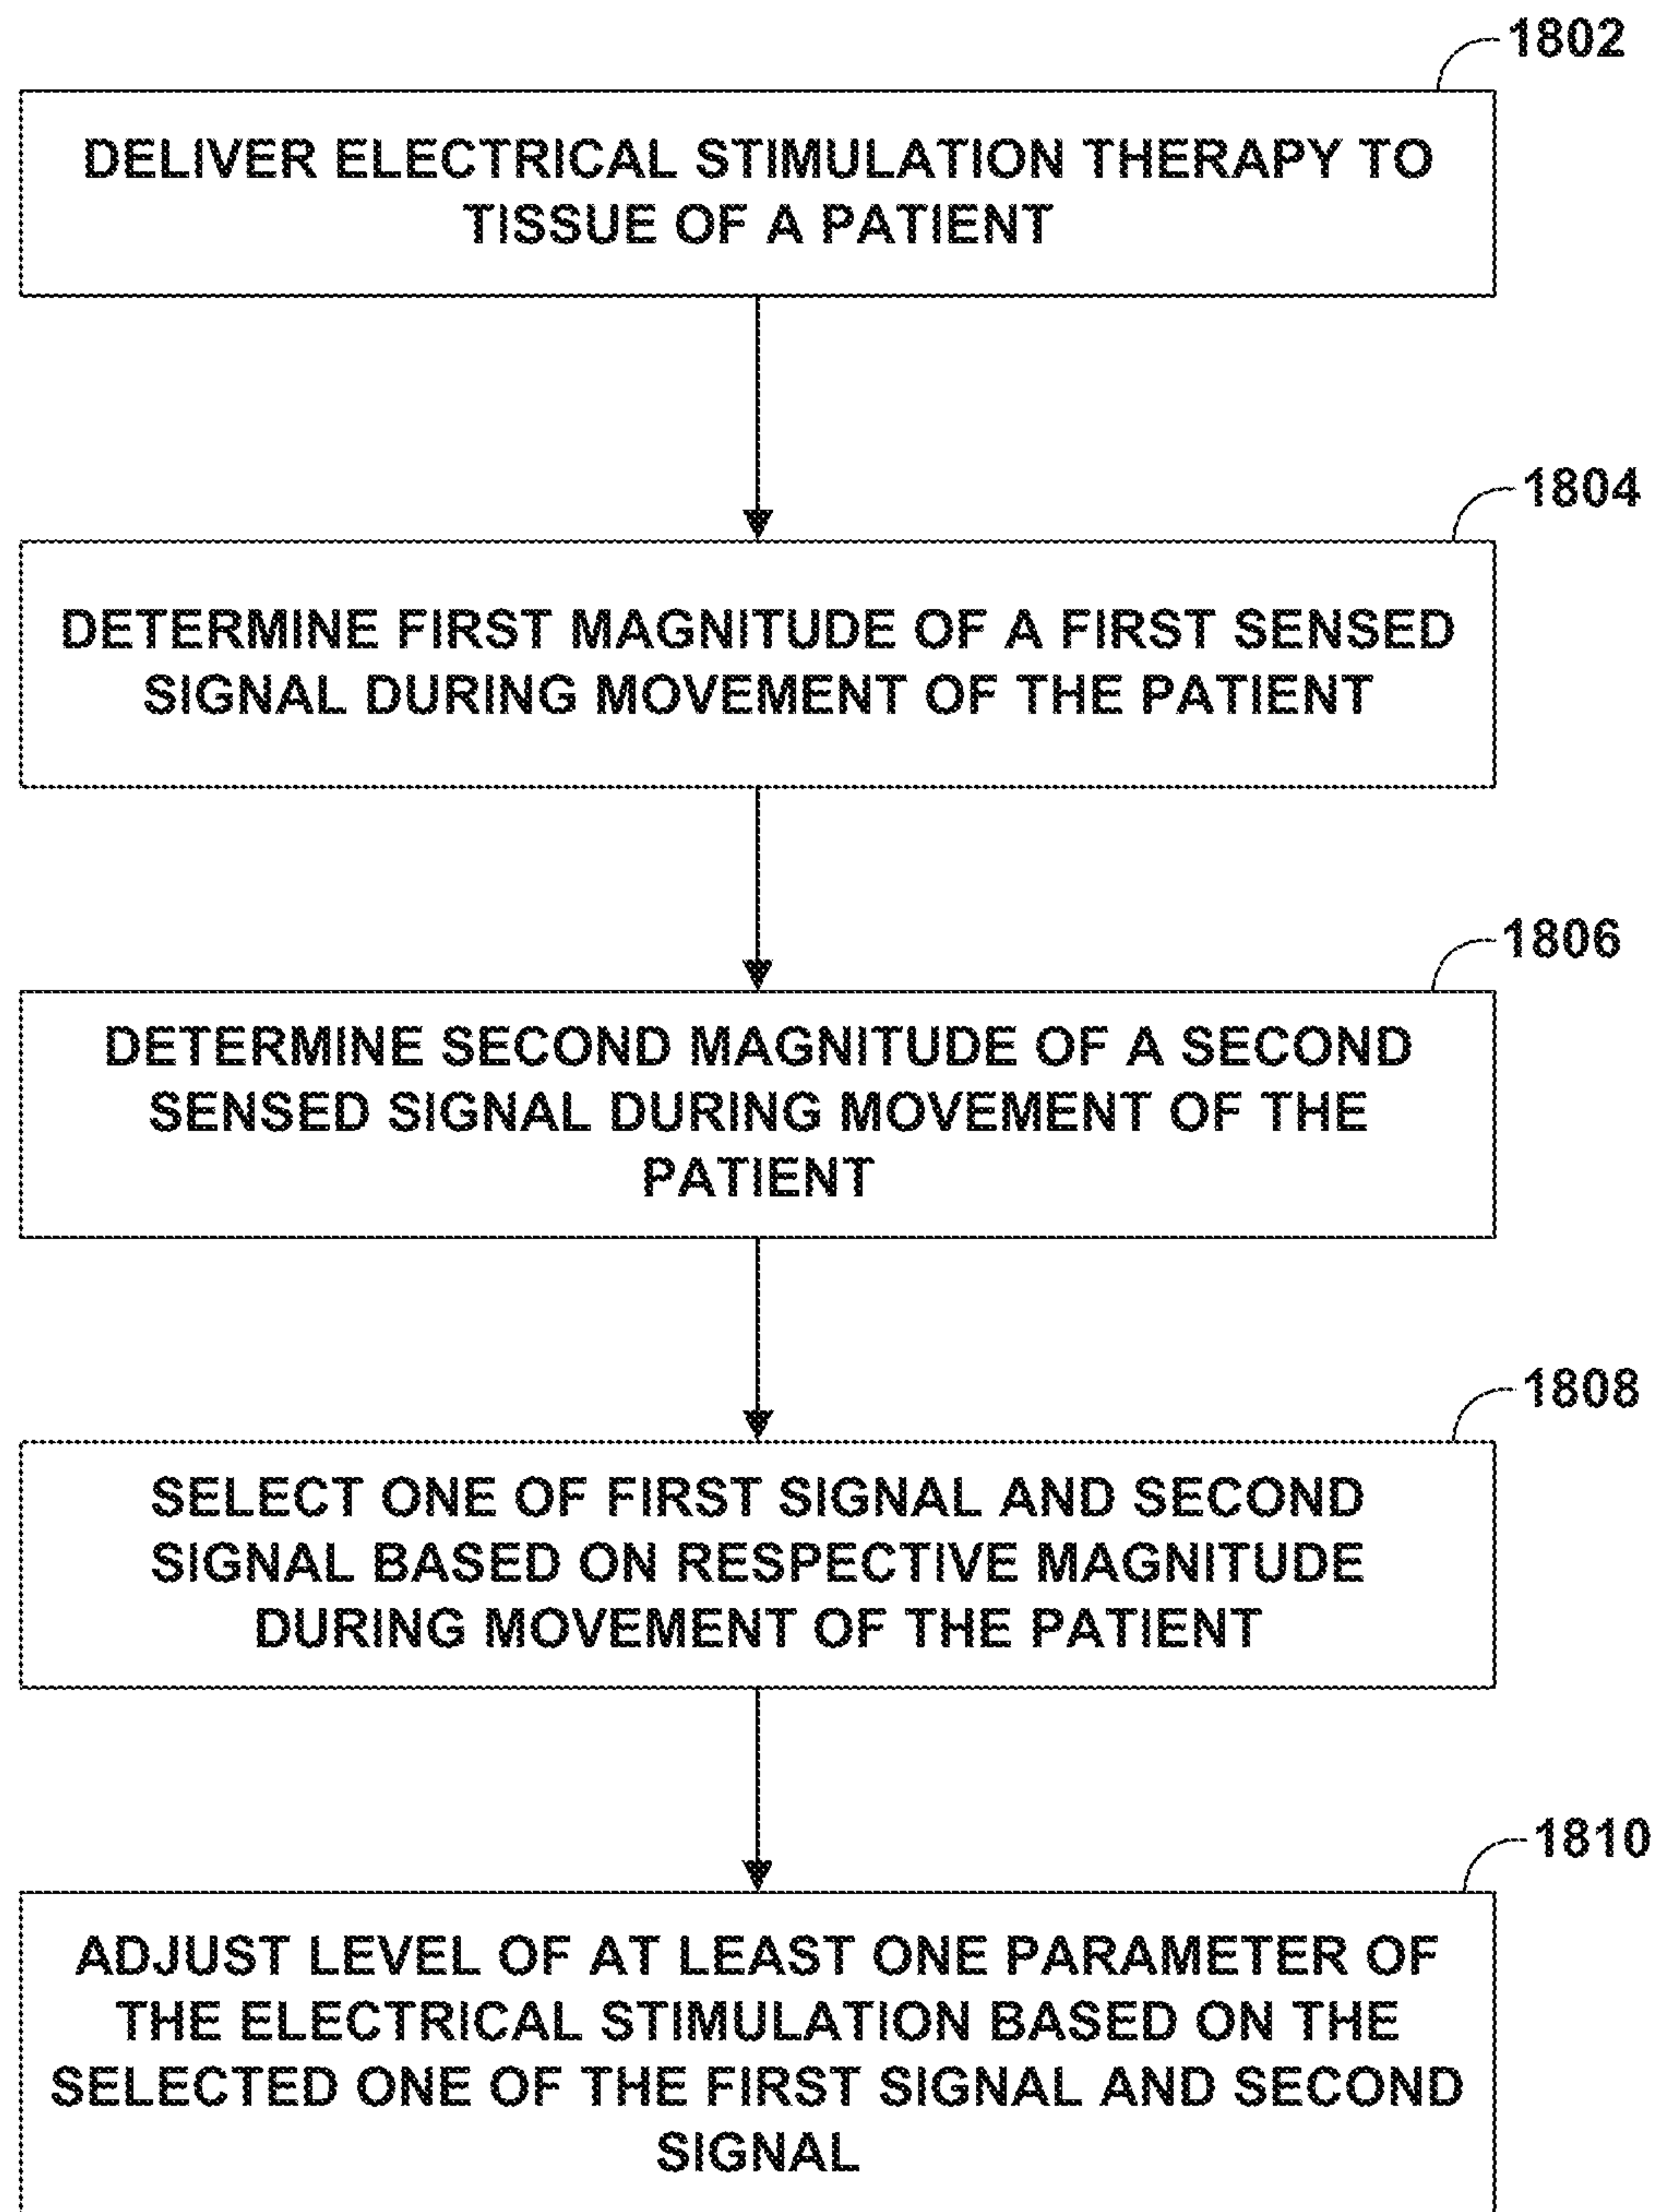 1802
DELIVER ELECTRICAL STIMULATION THERAPY TO
TISSUE OF A PATIENT
1804
DETERMINE FIRST MAGNITUDE OF A FIRST SENSED
SIGNAL DURING MOVEMENT OF THE PATIENT
1806
DETERMINE SECOND MAGNITUDE OF A SECOND
SENSED SIGNAL DURING MOVEMENT OF THE
PATIENT
1808
SELECT ONE OF FIRST SIGNAL AND SECOND
SIGNAL BASED ON RESPECTIVE MAGNITUDE
DURING MOVEMENT OF THE PATIENT
1810
ADJUST LEVEL OF AT LEAST ONE PARAMETER OF
THE ELECTRICAL STIMULATION BASED ON THE
SELECTED ONE OF THE FIRST SIGNAL AND SECOND
SIGNAL